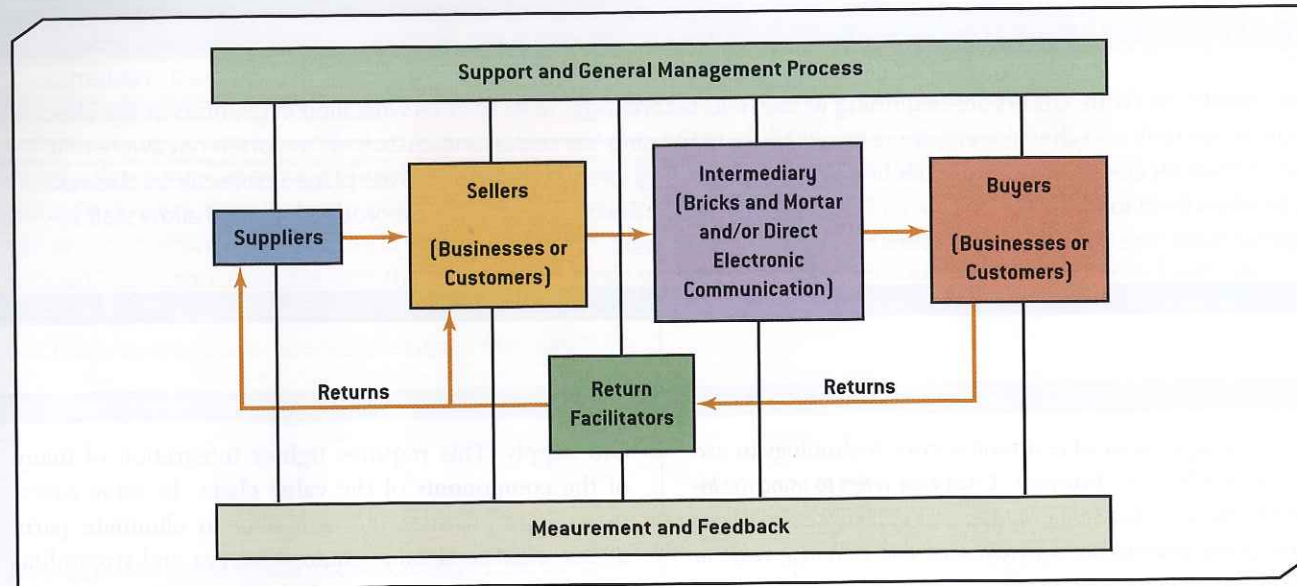 Support and General Management Process
Suppliers
Sellers
(Businesses or
Customers)
Intermediary
(Bricks and Mortar
and/or Direct
Electronic
Communication)
Buyers
(Businesses or
Customers)
Returns
Return
Facilitators
Returns
Meaurement and Feedback